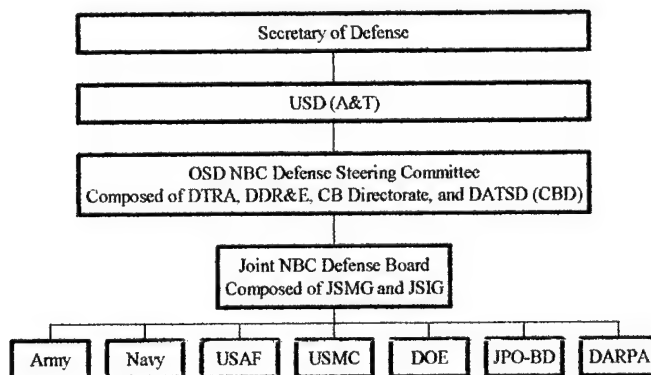 Secretary of Defense
USD (A&T)
OSD NBC Defense Steering Committee
Composed of DTRA, DDR&E, CB Directorate, and DATSD (CBD)
Joint NBC Defense Board
Composed of JSMG and JSIG
Army Navy USAF USMC DOE JPO-BD DARPA